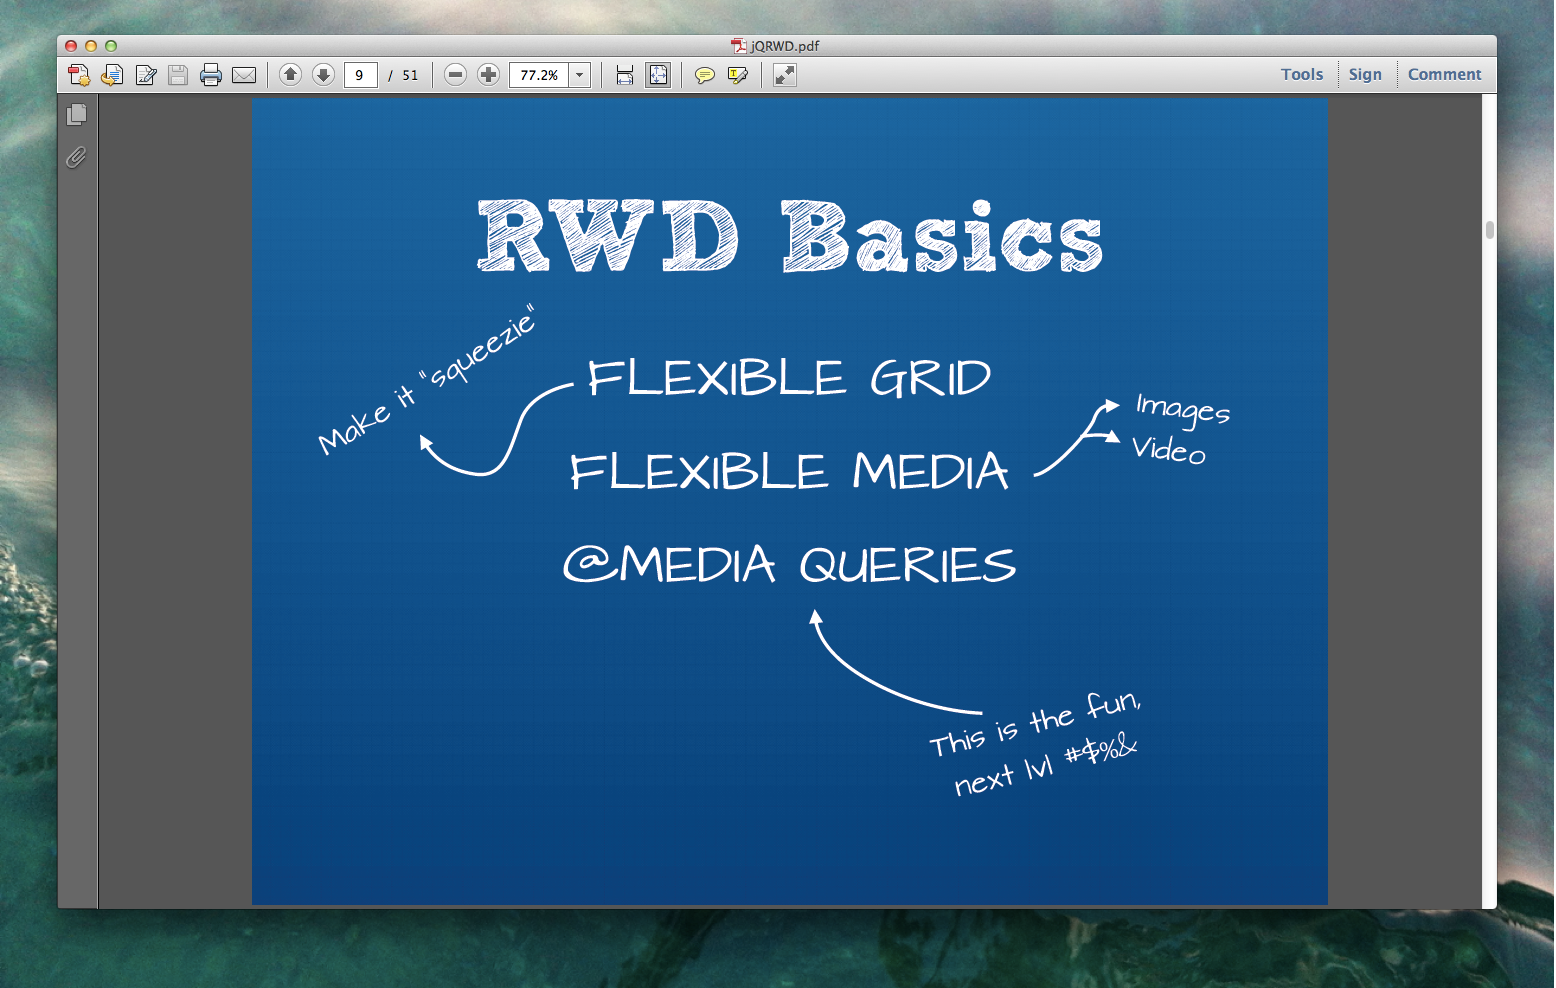 jQRWD.pdf
9 / 51 77.2% Tools Sign Comment
RWD Basics
Make it "squeezie"
FLEXIBLE GRID
Images
Video
FLEXIBLE MEDIA
@MEDIA QUERIES
This is the fun,
next lvl #$%&